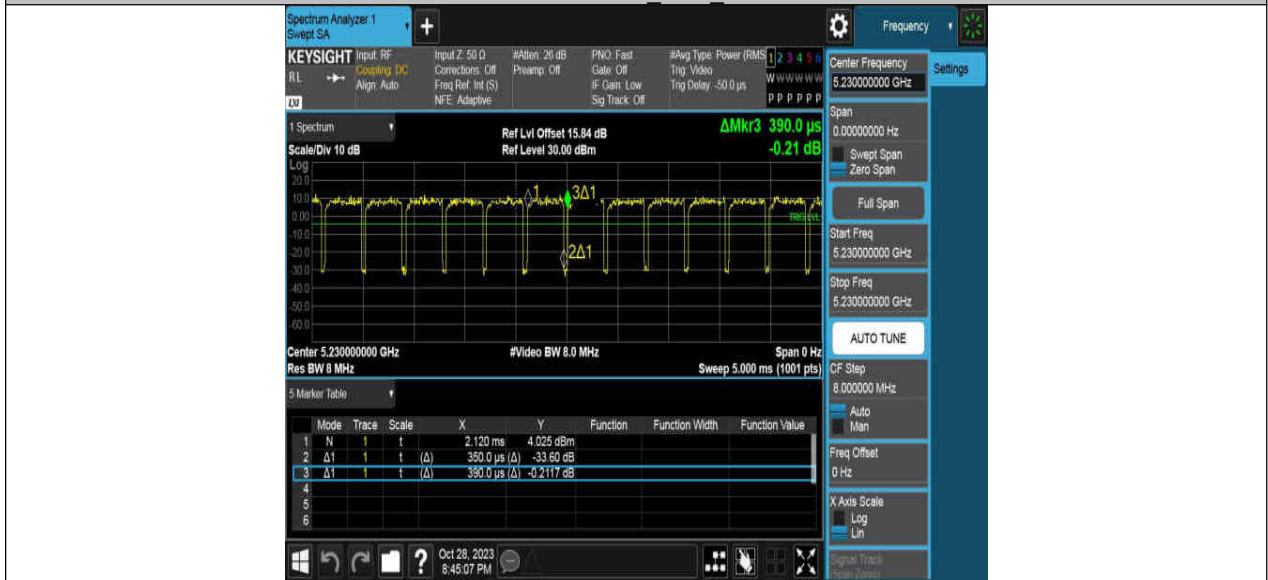 Spectrum Analyzer 1
Swept SA
+
Frequency
KEYSIGHT
RL
LXI
Input: RF
Coupling: DC
Align: Auto
Input Z: 50 Ω
Corrections: Off
Freq Ref: Int (S)
NFE: Adaptive
#Atten: 26 dB
Preamp: Off
PNO: Fast
Gate: Off
IF Gain: Low
Sig Track: Off
#Avg Type: Power (RMS
Trig: Video
Trig Delay: -50.0 µs
1 2 3 4 5 6
W W W W W W
P P P P P P
Center Frequency
5.230000000 GHz
Settings
Span
0.00000000 Hz
Swept Span
Zero Span
Full Span
Start Freq
5.230000000 GHz
Stop Freq
5.230000000 GHz
AUTO TUNE
CF Step
8.000000 MHz
Auto
Man
Freq Offset
0 Hz
X Axis Scale
Log
Lin
Signal Track
(Span Zoom)
1 Spectrum
Scale/Div 10 dB
Ref Lvl Offset 15.84 dB
Ref Level 30.00 dBm
ΔMkr3 390.0 µs
-0.21 dB
Log
20.0
10.0
0.00
-10.0
-20.0
-30.0
-40.0
-50.0
-60.0
1
3Δ1
2Δ1
TRIG LVL
Center 5.230000000 GHz
#Video BW 8.0 MHz
Span 0 Hz
Res BW 8 MHz
Sweep 5.000 ms (1001 pts)
5 Marker Table
Mode Trace Scale X Y Function Function Width Function Value
1 N 1 t 2.120 ms 4.025 dBm
2 Δ1 1 t (Δ) 350.0 µs (Δ) -33.60 dB
3 Δ1 1 t (Δ) 390.0 µs (Δ) -0.2117 dB
4
5
6
?
Oct 28, 2023
8:45:07 PM